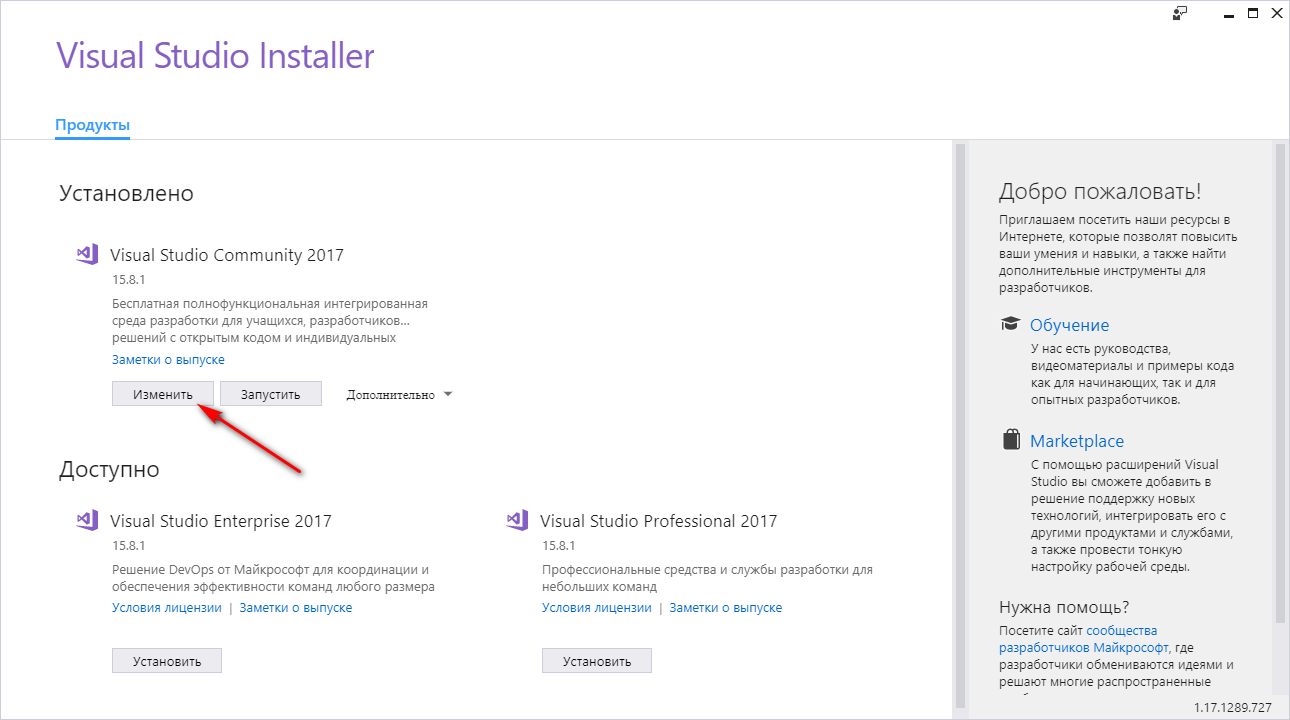 Visual Studio Installer
Продукты
Установлено
Visual Studio Community 2017
15.8.1
Бесплатная полнофункциональная интегрированная
среда разработки для учащихся, разработчиков...
решений с открытым кодом и индивидуальных
Заметки о выпуске
Изменить
Запустить
Дополнительно
Доступно
Visual Studio Enterprise 2017
15.8.1
Решение DevOps от Майкрософт для координации и
обеспечения эффективности команд любого размера
Условия лицензии | Заметки о выпуске
Установить
Visual Studio Professional 2017
15.8.1
Профессиональные средства и службы разработки для
небольших команд
Условия лицензии | Заметки о выпуске
Установить
Добро пожаловать!
Приглашаем посетить наши ресурсы в
Интернете, которые позволят повысить
ваши умения и навыки, а также найти
дополнительные инструменты для
разработчиков.
Обучение
У нас есть руководства,
видеоматериалы и примеры кода
как для начинающих, так и для
опытных разработчиков.
Marketplace
С помощью расширений Visual
Studio вы сможете добавить в
решение поддержку новых
технологий, интегрировать его с
другими продуктами и службами,
а также провести тонкую
настройку рабочей среды.
Нужна помощь?
Посетите сайт сообщества
разработчиков Майкрософт, где
разработчики обмениваются идеями и
решают многие распространенные
1.17.1289.727